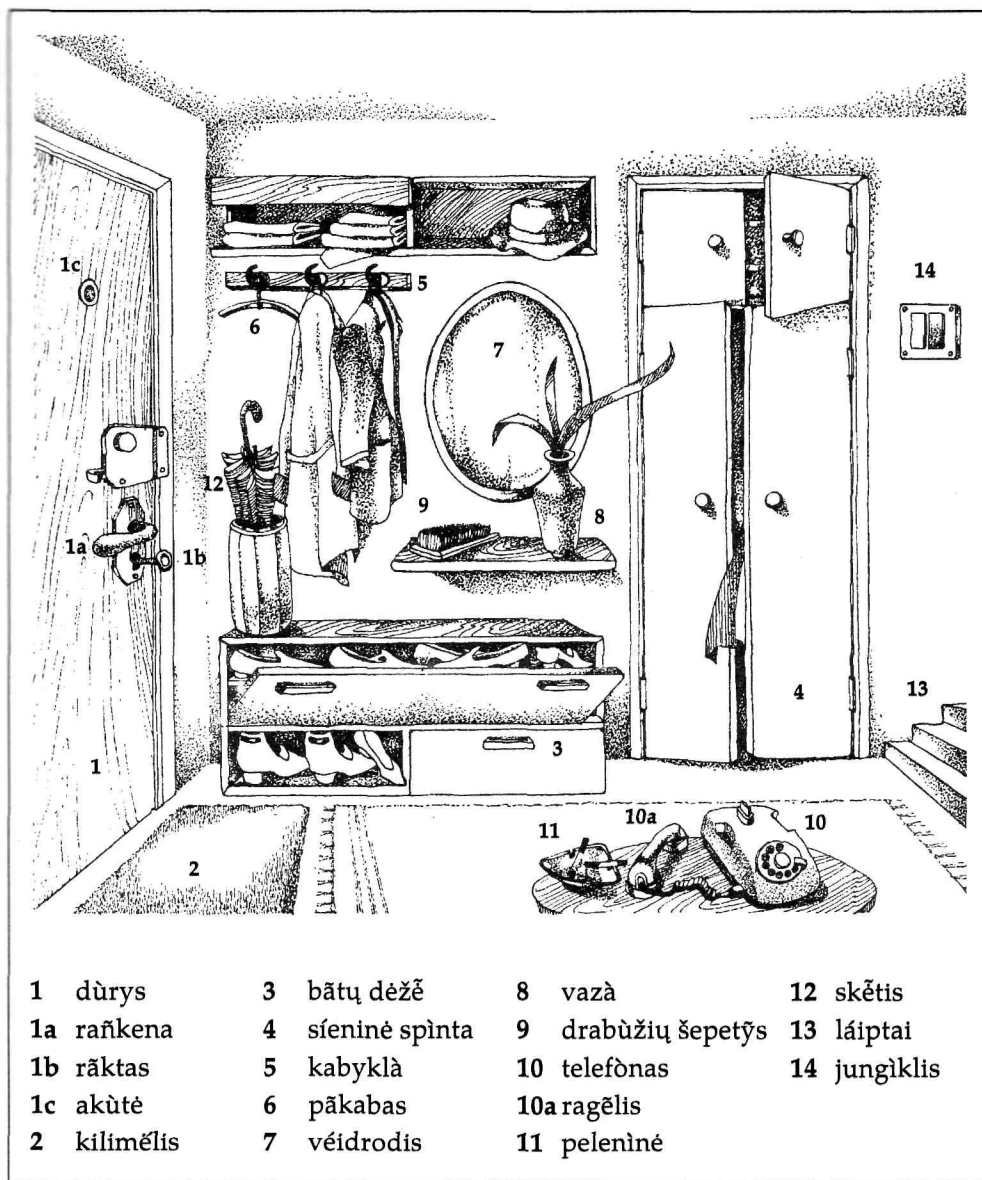 1c
5
14
6
7
12
9
8
1a
1b
4
13
3
1
11
10a
10
2
1 dùrys
1a rañkena
1b rãktas
1c akùtė
2 kilimė̃lis
3 bãtų dėžė̃
4 síeninė spìnta
5 kabyklà
6 pãkabas
7 véidrodis
8 vazà
9 drabùžių šepetỹs
10 telefònas
10a ragẽlis
11 peleninė̀
12 skė̃tis
13 láiptai
14 jungìklis